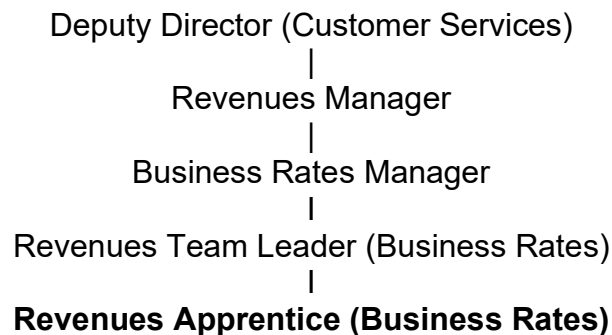 Deputy Director (Customer Services)
|
Revenues Manager
|
Business Rates Manager
|
Revenues Team Leader (Business Rates)
|
Revenues Apprentice (Business Rates)